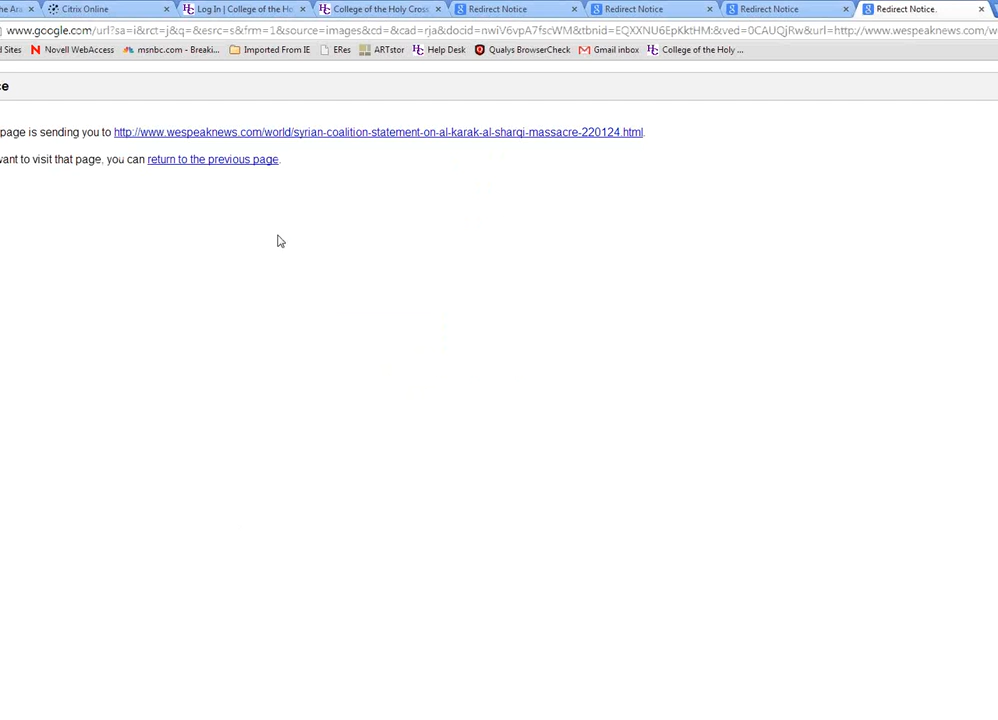 he Ara Citrix Online Log In | College of the Ho College of the Holy Cross Redirect Notice Redirect Notice Redirect Notice Redirect Notice
www.google.com/url?sa=i&rct=j&q=&esrc=s&frm=1&source=images&cd=&cad=rja&docid=nwiV6vpA7fscWM&tbnid=EQXXNU6EpKktHM:&ved=0CAUQjRw&url=http://www.wespeaknews.com/w
d Sites Novell WebAccess msnbc.com - Breaki... Imported From IE ERes ARTstor Help Desk Qualys BrowserCheck Gmail inbox College of the Holy ...
ce
page is sending you to http://www.wespeaknews.com/world/syrian-coalition-statement-on-al-karak-al-sharqi-massacre-220124.html.
want to visit that page, you can return to the previous page.